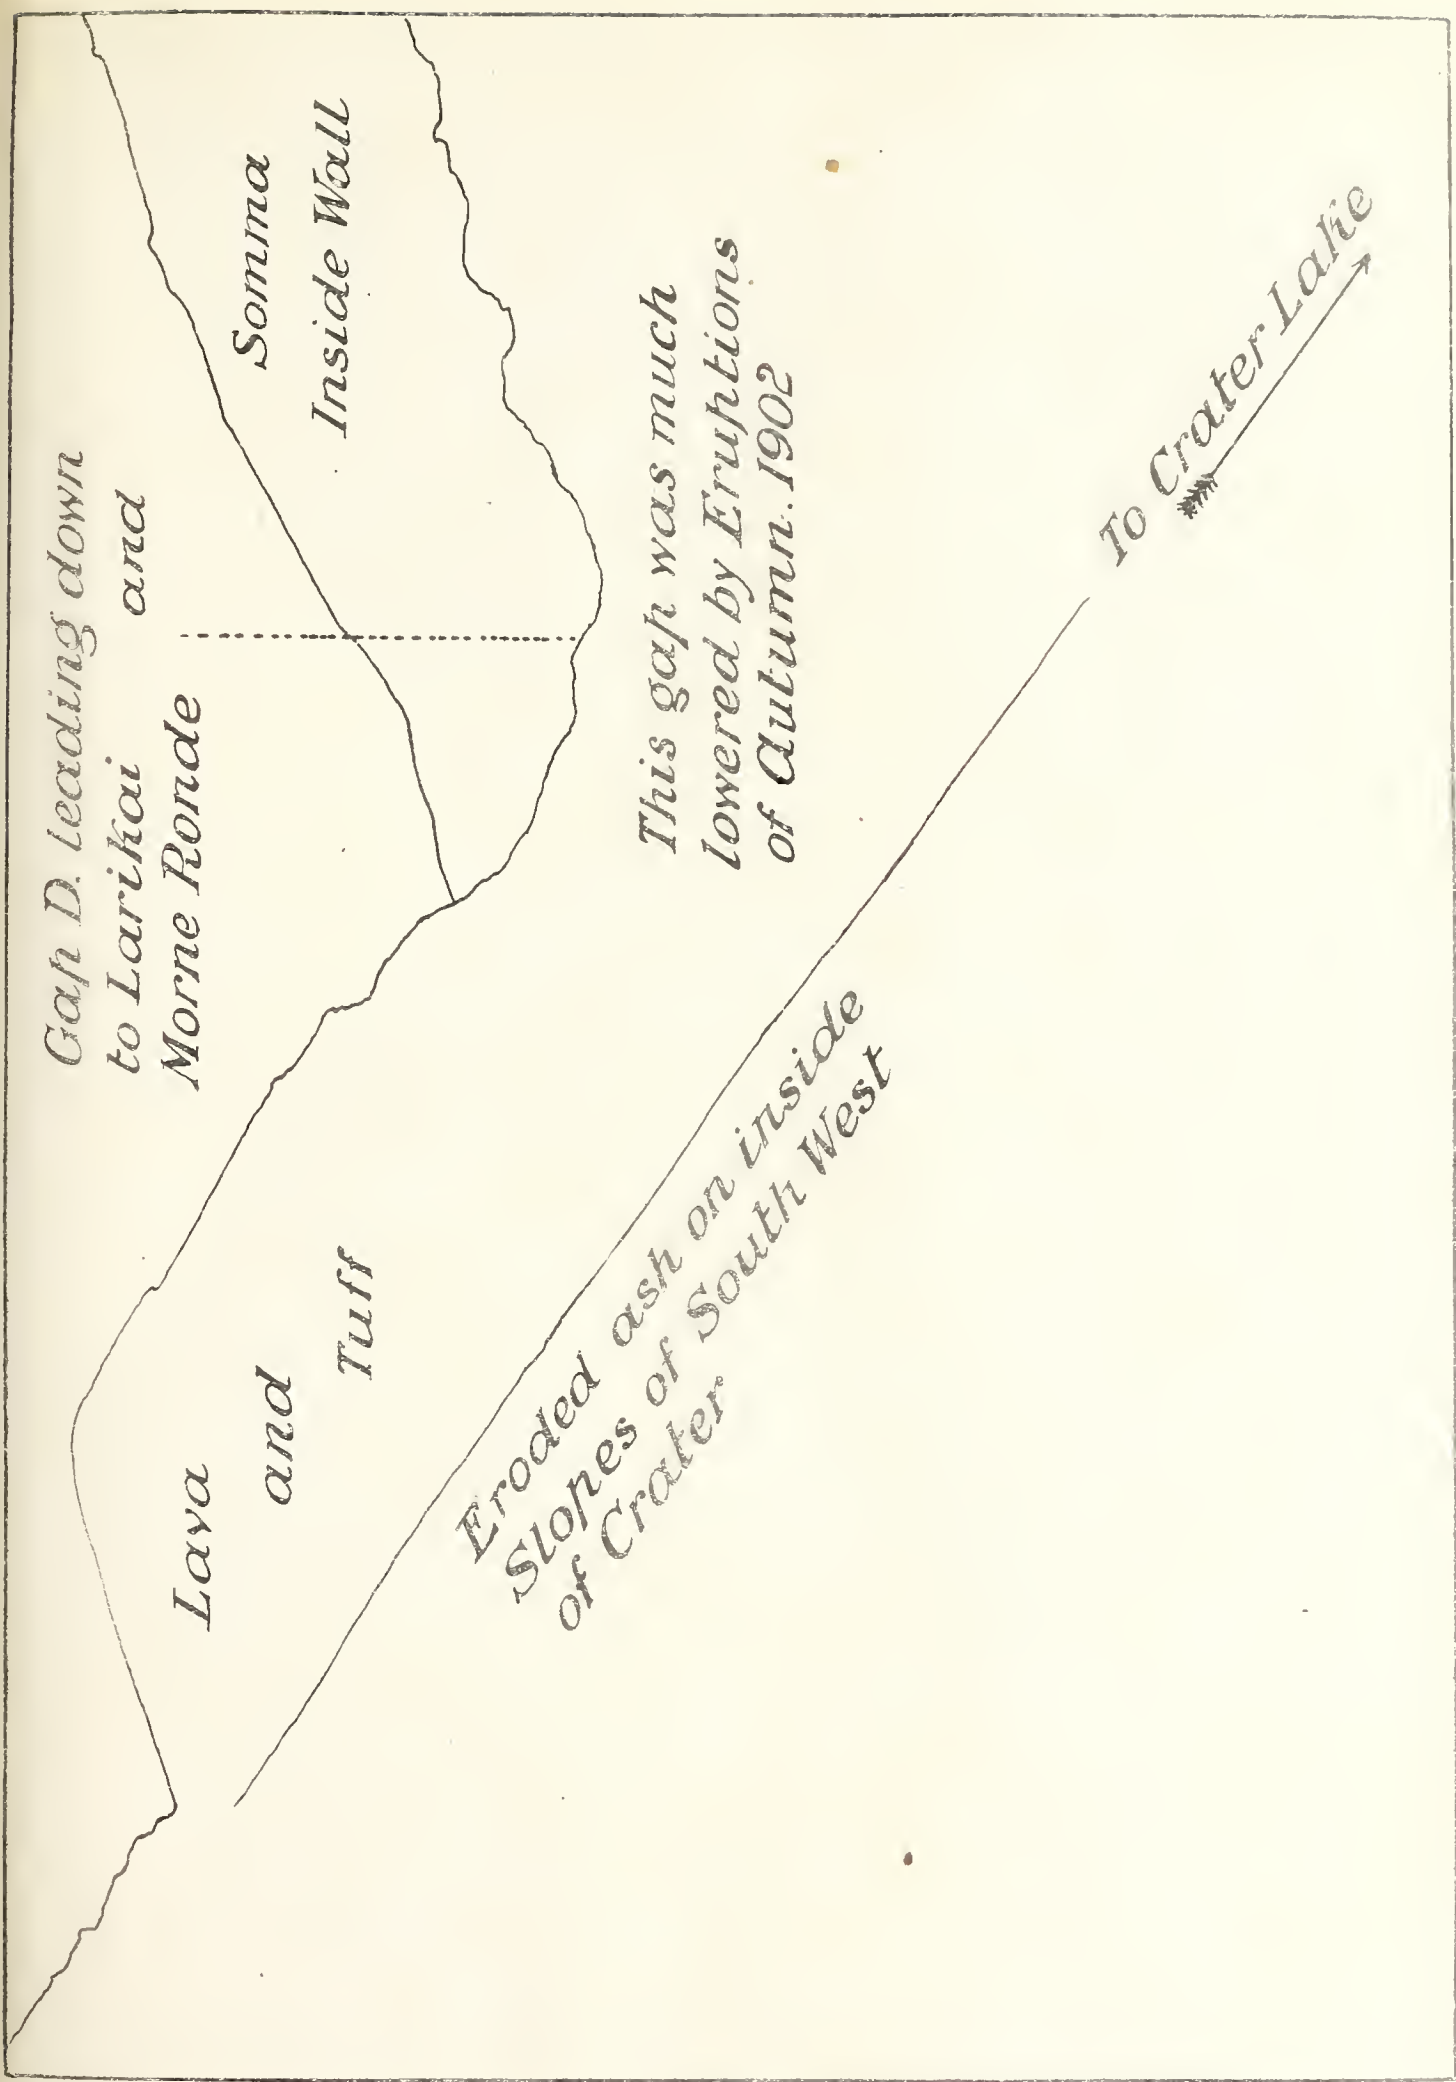 Gap D. leading down
to Larikai and
Morne Ronde
Somma
Inside Wall
Lava
and
Tuff
This gap was much
lowered by Eruptions
of Autumn. 1902
Eroded ash on inside
Slopes of South West
of Crater
To Crater Lake